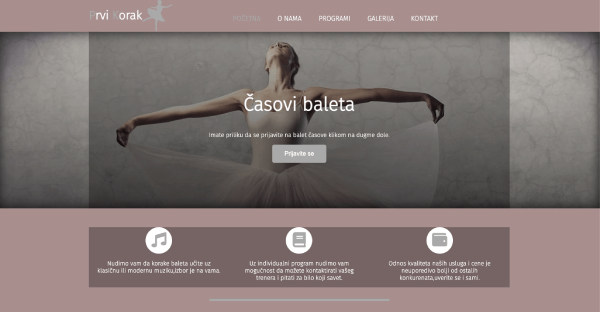 Prvi Korak
POČETNA O NAMA PROGRAMI GALERIJA KONTAKT
Časovi baleta
Imate priliku da se prijavite na balet časove klikom na dugme dole.
Prijavite se
Nudimo vam da korake baleta učite uz
klasičnu ili modernu muziku,izbor je na vama.
Uz individualni program nudimo vam
mogućnost da možete kontaktirati vašeg
trenera i pitati za bilo koji savet.
Odnos kvaliteta naših usluga i cene je
neuporedivo bolji od ostalih
konkurenata,uverite se i sami.